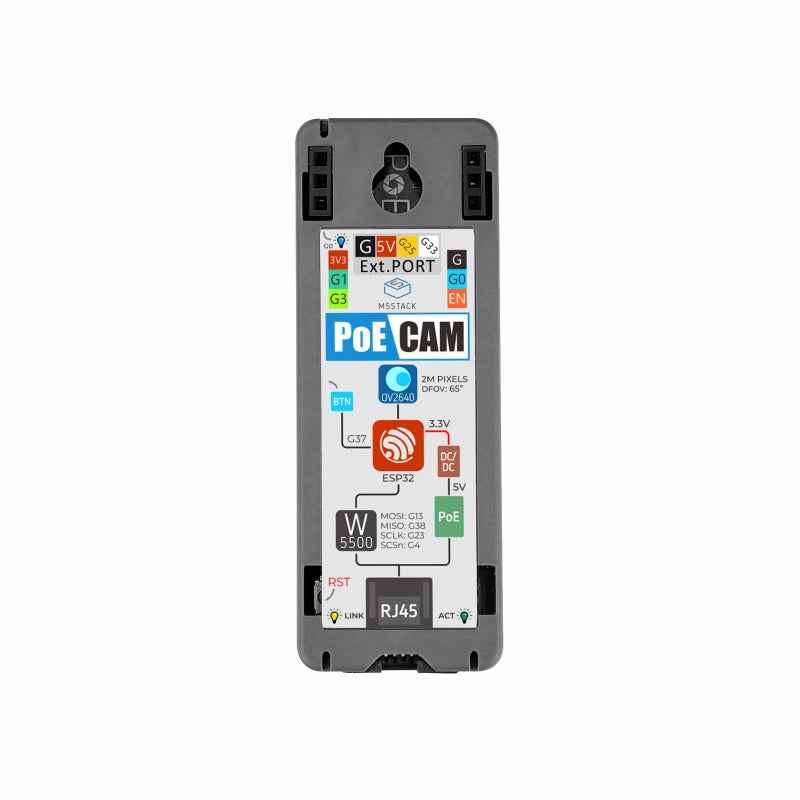 POE
G0
G 5V G25 G33
Ext.PORT
3V3
G1
G3
G
G0
EN
M5STACK
PoE CAM
2M PIXELS
DFOV: 65°
OV2640
BTN
G37
3.3V
DC/
DC
ESP32
5V
PoE
W
5500
MOSI: G13
MISO: G38
SCLK: G23
SCSn: G4
RST
LINK
RJ45
ACT